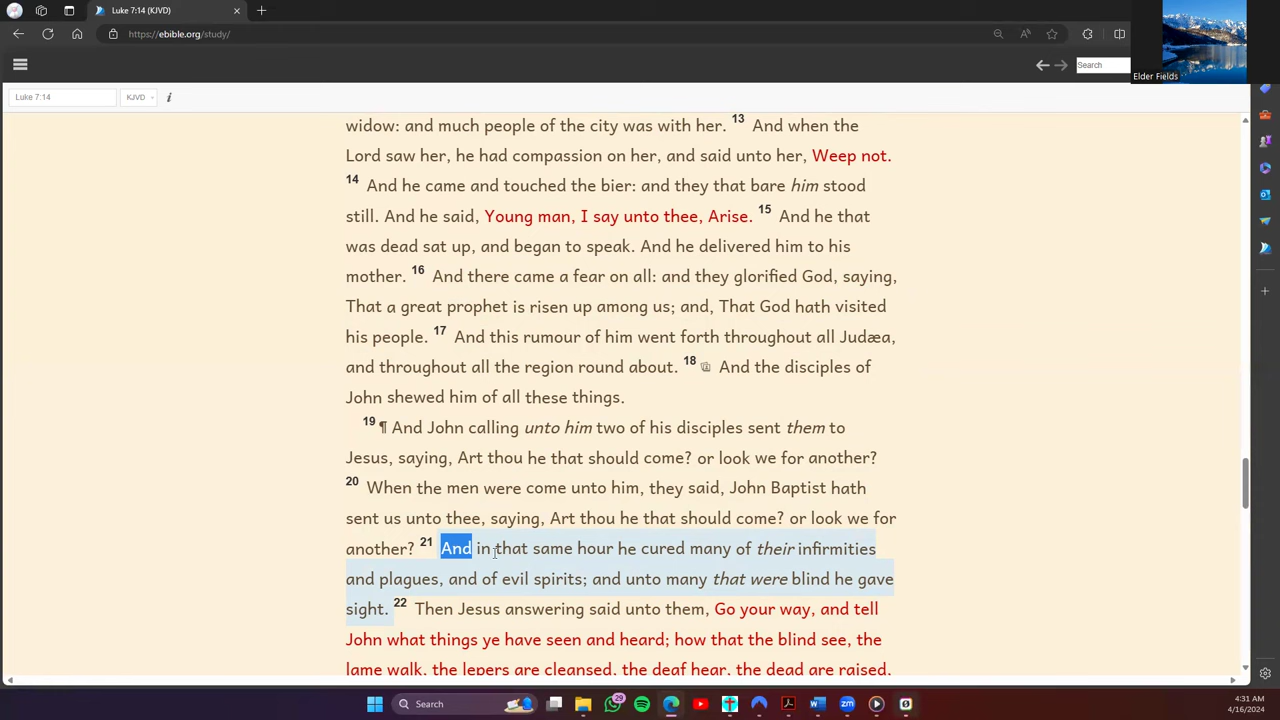 Luke 7:14 (KJVD)
https://ebible.org/study/
Elder Fields
Search
Luke 7:14
KJVD
i
widow: and much people of the city was with her. 13 And when the
Lord saw her, he had compassion on her, and said unto her, Weep not.
14 And he came and touched the bier: and they that bare him stood
still. And he said, Young man, I say unto thee, Arise. 15 And he that
was dead sat up, and began to speak. And he delivered him to his
mother. 16 And there came a fear on all: and they glorified God, saying,
That a great prophet is risen up among us; and, That God hath visited
his people. 17 And this rumour of him went forth throughout all Judæa,
and throughout all the region round about. 18 And the disciples of
John shewed him of all these things.
19 ¶ And John calling unto him two of his disciples sent them to
Jesus, saying, Art thou he that should come? or look we for another?
20 When the men were come unto him, they said, John Baptist hath
sent us unto thee, saying, Art thou he that should come? or look we for
another? 21 And in that same hour he cured many of their infirmities
and plagues, and of evil spirits; and unto many that were blind he gave
sight. 22 Then Jesus answering said unto them, Go your way, and tell
John what things ye have seen and heard; how that the blind see, the
lame walk, the lepers are cleansed, the deaf hear, the dead are raised,
Search
29
4:31 AM
4/16/2024